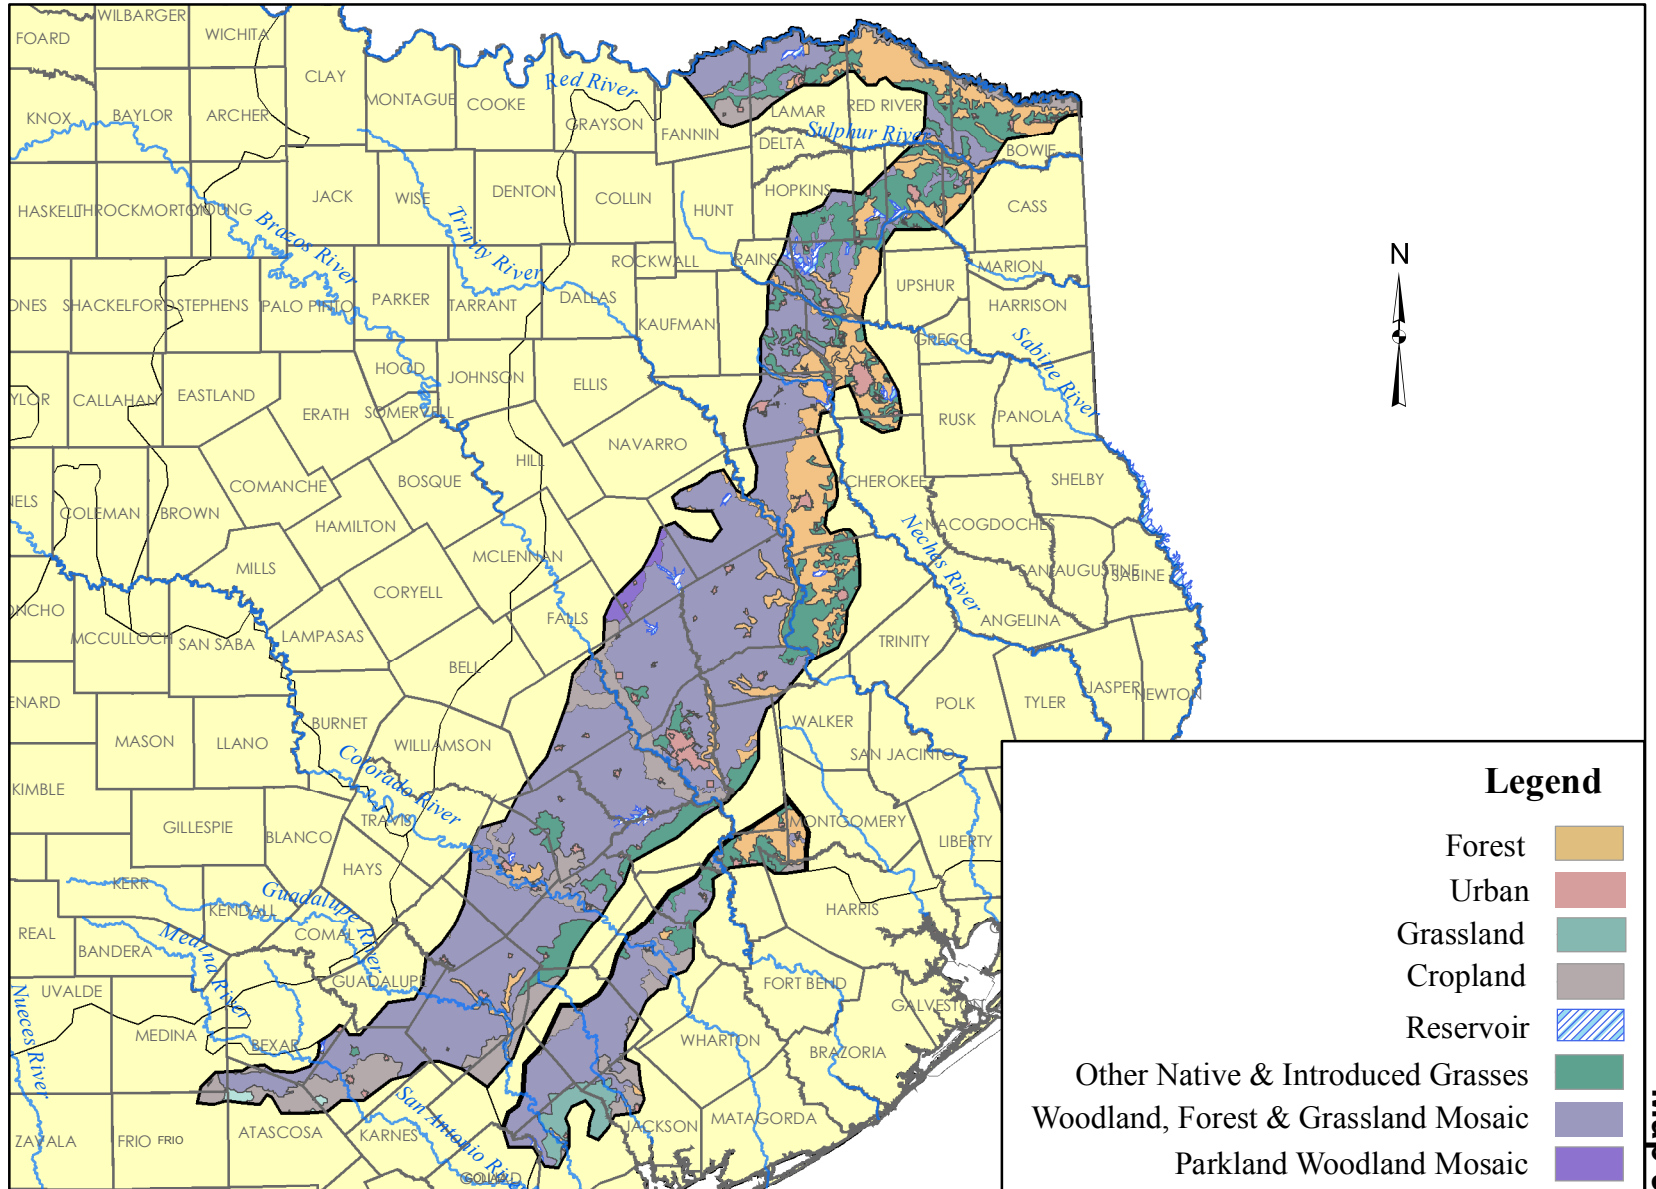 WILBARGER
WICHITA
FOARD
CLAY
Red River
MONTAGUE
COOKE
KNOX
BAYLOR
ARCHER
GRAYSON
FANNIN
LAMAR
RED RIVER
Sulphur River
DELTA
BOWIE
HASKELL
THROCKMORTON
YOUNG
JACK
WISE
DENTON
COLLIN
HUNT
HOPKINS
CASS
Brazos River
Trinity River
ROCKWALL
RAINS
MARION
ONES
SHACKELFORD
STEPHENS
PALO PINTO
PARKER
TARRANT
DALLAS
KAUFMAN
UPSHUR
HARRISON
GREGG
Sabine River
YLOR
CALLAHAN
EASTLAND
HOOD
JOHNSON
ELLIS
ERATH
SOMERVELL
RUSK
PANOLA
NAVARRO
HILL
NELS
COLEMAN
BROWN
COMANCHE
BOSQUE
CHEROKEE
SHELBY
HAMILTON
NACOGDOCHES
Neches River
MILLS
MCLENNAN
SAN AUGUSTINE
SABINE
ONCHO
CORYELL
FALLS
ANGELINA
MCCULLOCH
SAN SABA
LAMPASAS
TRINITY
BELL
ENARD
BURNET
POLK
TYLER
JASPER
NEWTON
MASON
LLANO
WILLIAMSON
WALKER
SAN JACINTO
Colorado River
KIMBLE
GILLESPIE
BLANCO
TRAVIS
MONTGOMERY
LIBERTY
HAYS
KERR
KENDALL
Guadalupe River
HARRIS
REAL
BANDERA
Medina River
COMAL
UVALDE
GUADALUPE
FORT BEND
GALVESTON
Nueces River
MEDINA
BEXAR
WHARTON
BRAZORIA
San Antonio River
ZAVALA
FRIO
FRIO
ATASCOSA
KARNES
JACKSON
MATAGORDA
GOLIAD
N
Legend
Forest
Urban
Grassland
Cropland
Reservoir
Other Native & Introduced Grasses
Woodland, Forest & Grassland Mosaic
Parkland Woodland Mosaic